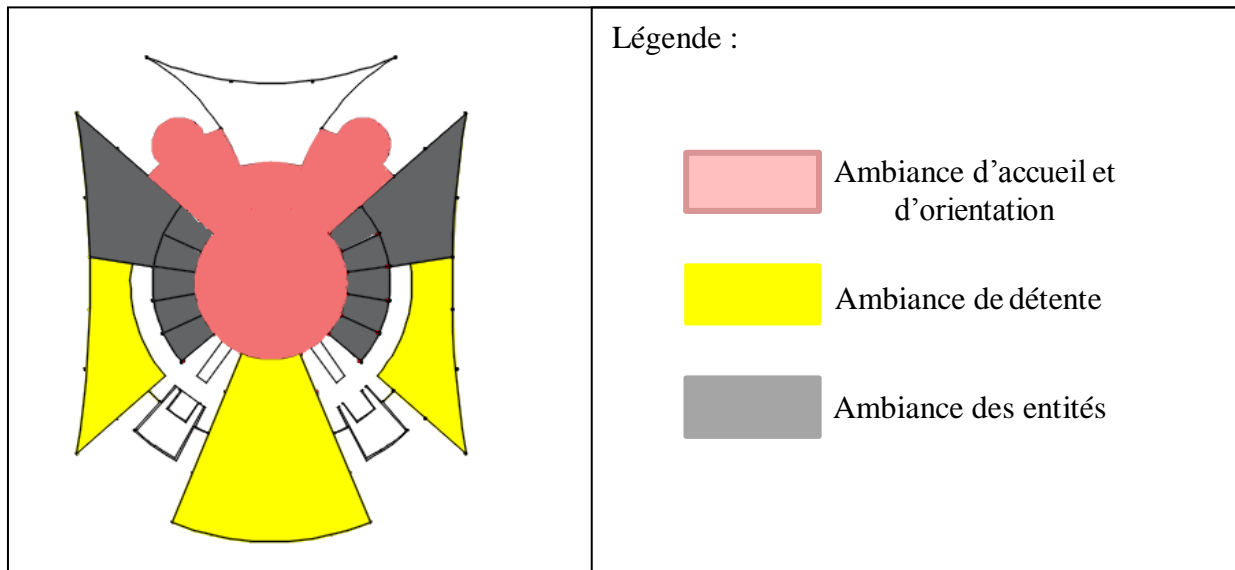 Légende :
Ambiance d’accueil et
d’orientation
Ambiance de détente
Ambiance des entités